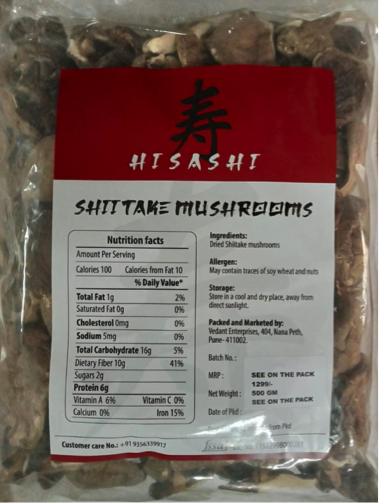 寿
HISASHI
SHIITAKE MUSHROOMS
Nutrition facts
Amount Per Serving
Calories 100 Calories from Fat 10
% Daily Value*
Total Fat 1g 2%
Saturated Fat 0g 0%
Cholesterol 0mg 0%
Sodium 5mg 0%
Total Carbohydrate 16g 5%
Dietary Fiber 10g 41%
Sugars 2g
Protein 6g
Vitamin A 6% Vitamin C 0%
Calcium 0% Iron 15%
Customer care No.: +91 9356339917
Ingredients:
Dried Shiitake mushrooms
Allergen:
May contain traces of soy wheat and nuts
Storage:
Store in a cool and dry place, away from
direct sunlight.
Packed and Marketed by:
Vedant Enterprises, 404, Nana Peth,
Pune- 411002.
Batch No. :
MRP : SEE ON THE PACK
1299/-
Net Weight : 500 GM
SEE ON THE PACK
Date of Pkd :
from Pkd
fssai